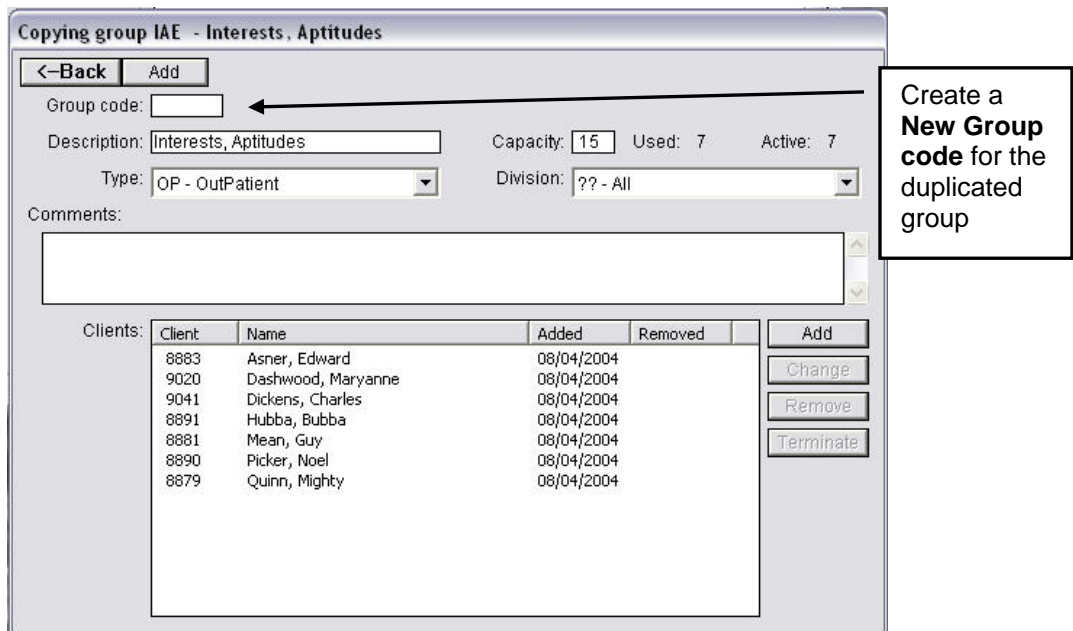 Copying group IAE - Interests, Aptitudes
<-Back Add
Group code:
Description: Interests, Aptitudes Capacity: 15 Used: 7 Active: 7
Type: OP - OutPatient Division: ?? - All
Comments:
Clients: Client Name Added Removed Add
8883 Asner, Edward 08/04/2004
Change
9020 Dashwood, Maryanne 08/04/2004
9041 Dickens, Charles 08/04/2004
Remove
8891 Hubba, Bubba 08/04/2004
8881 Mean, Guy 08/04/2004
Terminate
8890 Picker, Noel 08/04/2004
8879 Quinn, Mighty 08/04/2004
Create a
New Group
code for the
duplicated
group